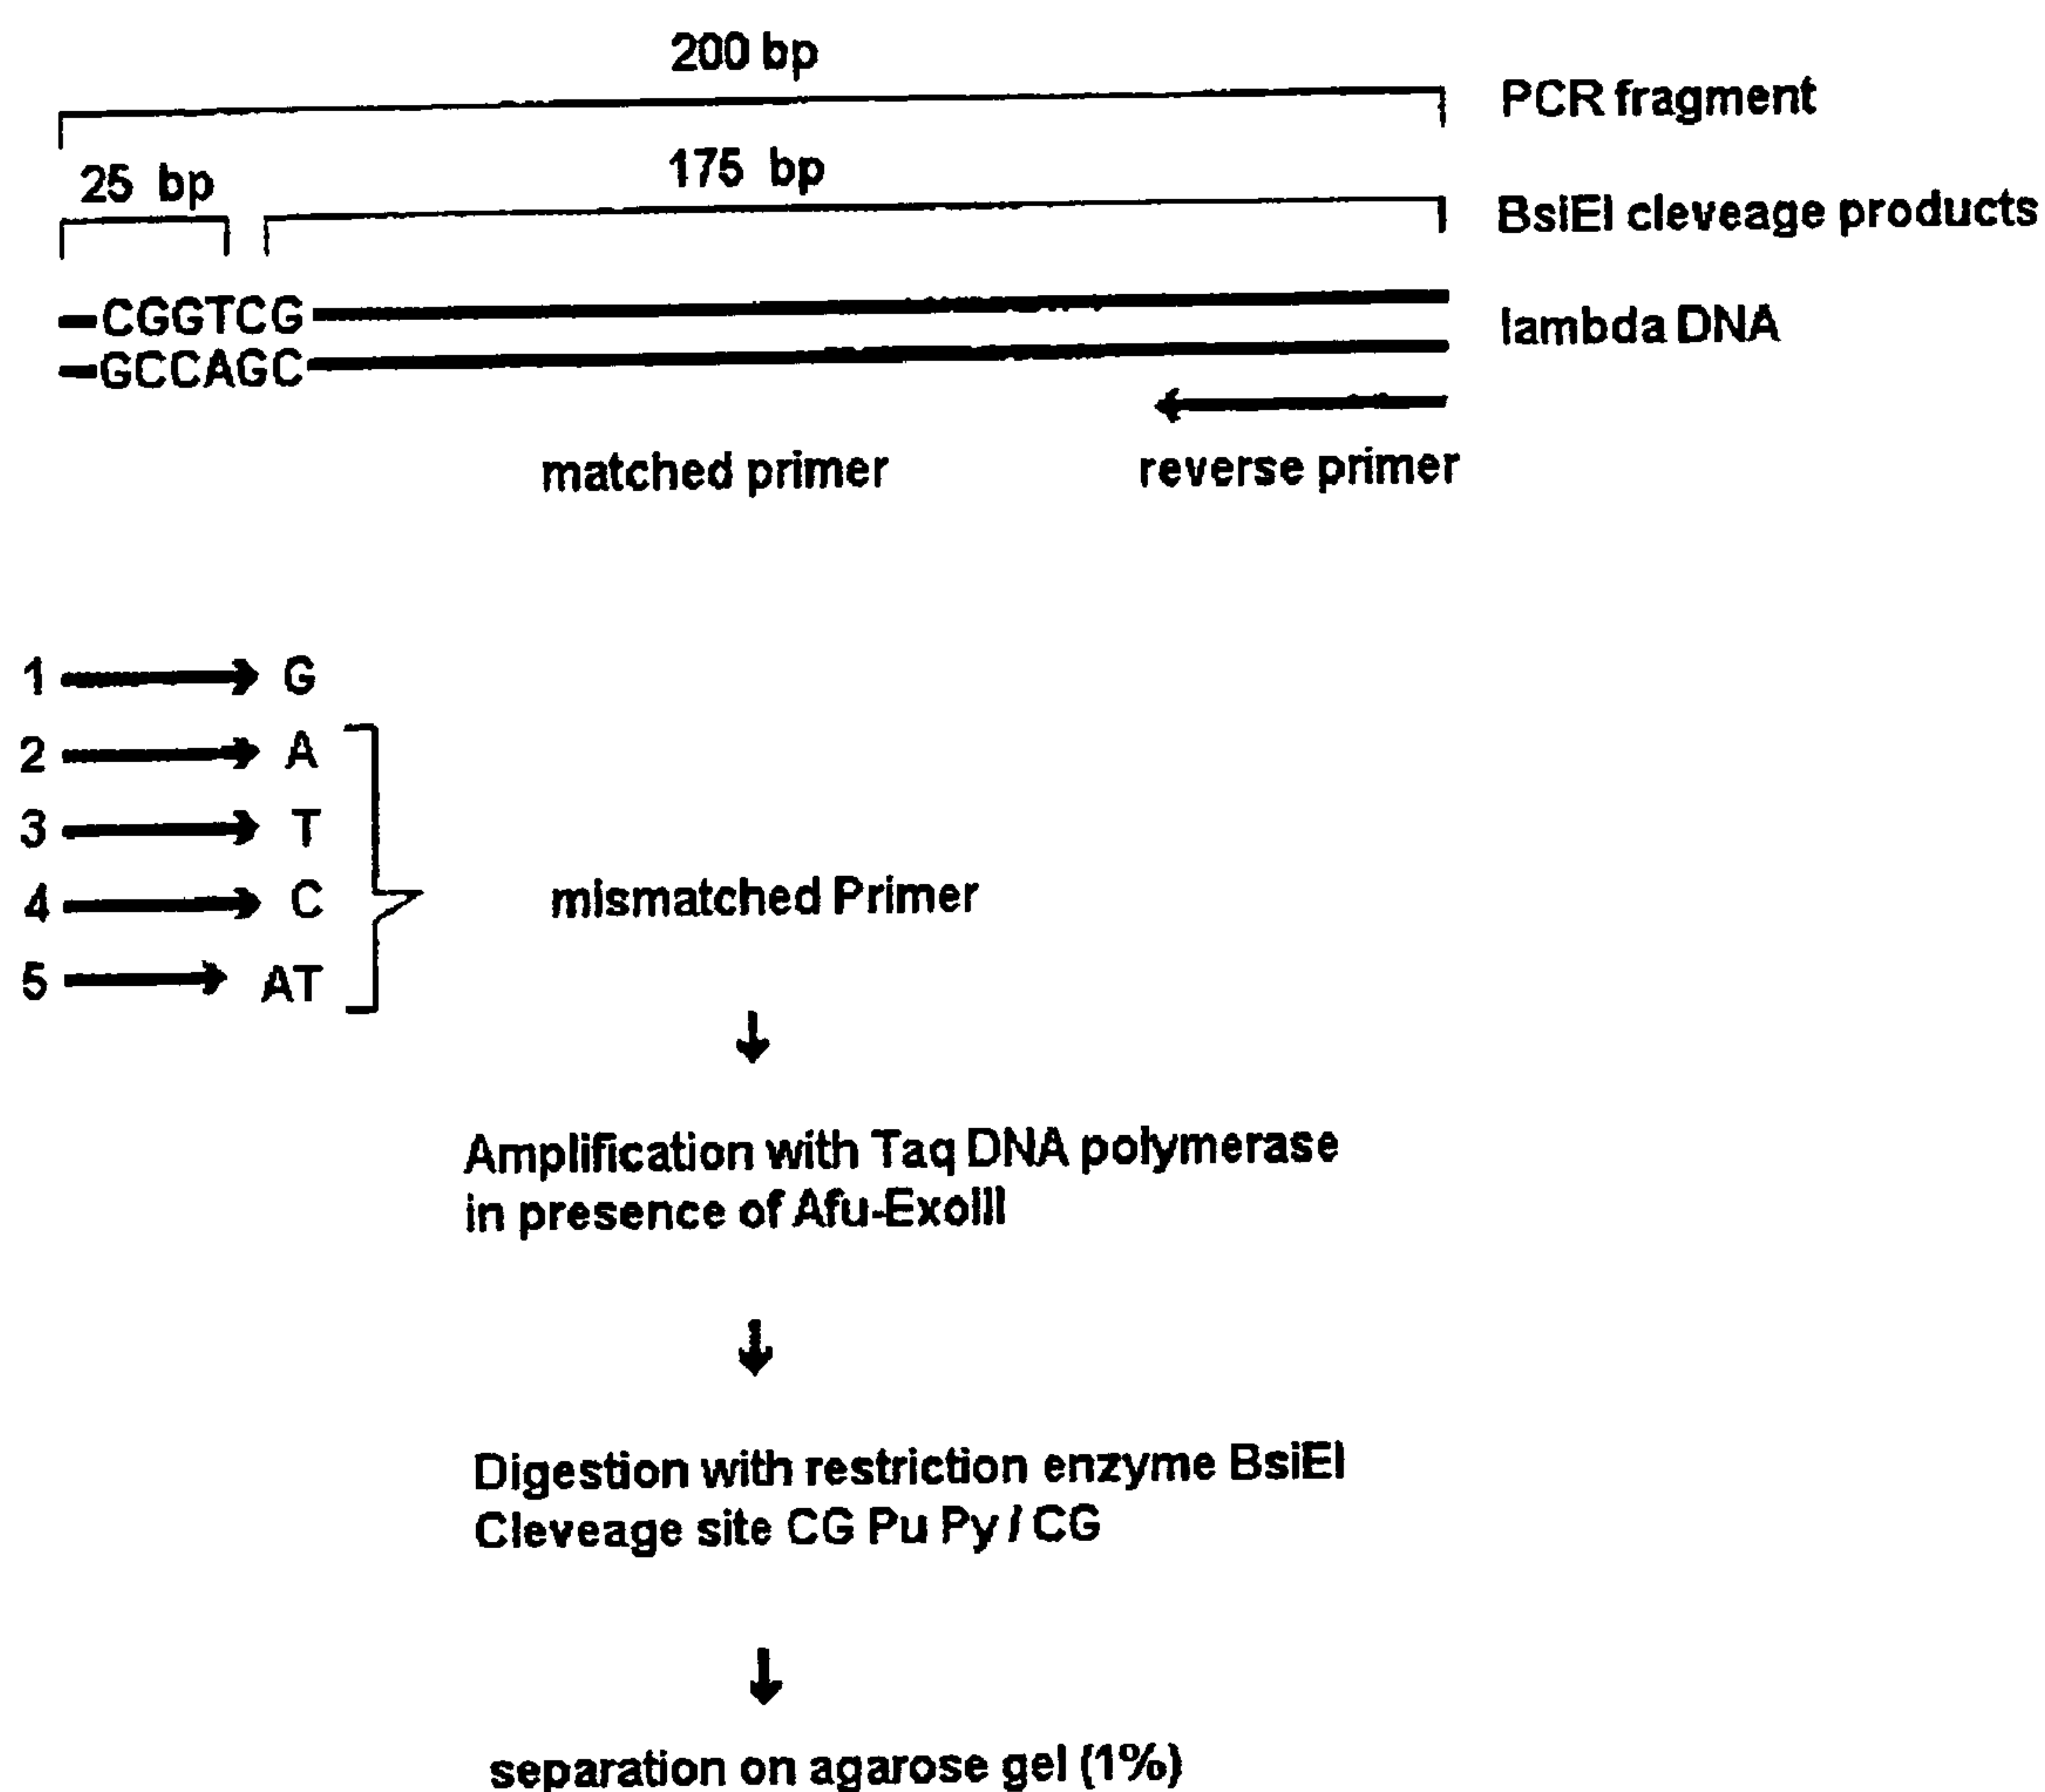 200 bp
PCR fragment
25 bp
175 bp
BsiEI cleveage products
CGGTCG
lambda DNA
GCCAGC
matched primer
reverse primer
1 G
2 A
3 T
4 C
mismatched Primer
5 AT
Amplification with Taq DNA polymerase
in presence of Afu-ExoIII
Digestion with restriction enzyme BsiEI
Cleveage site CG Pu Py / CG
separation on agarose gel (1%)